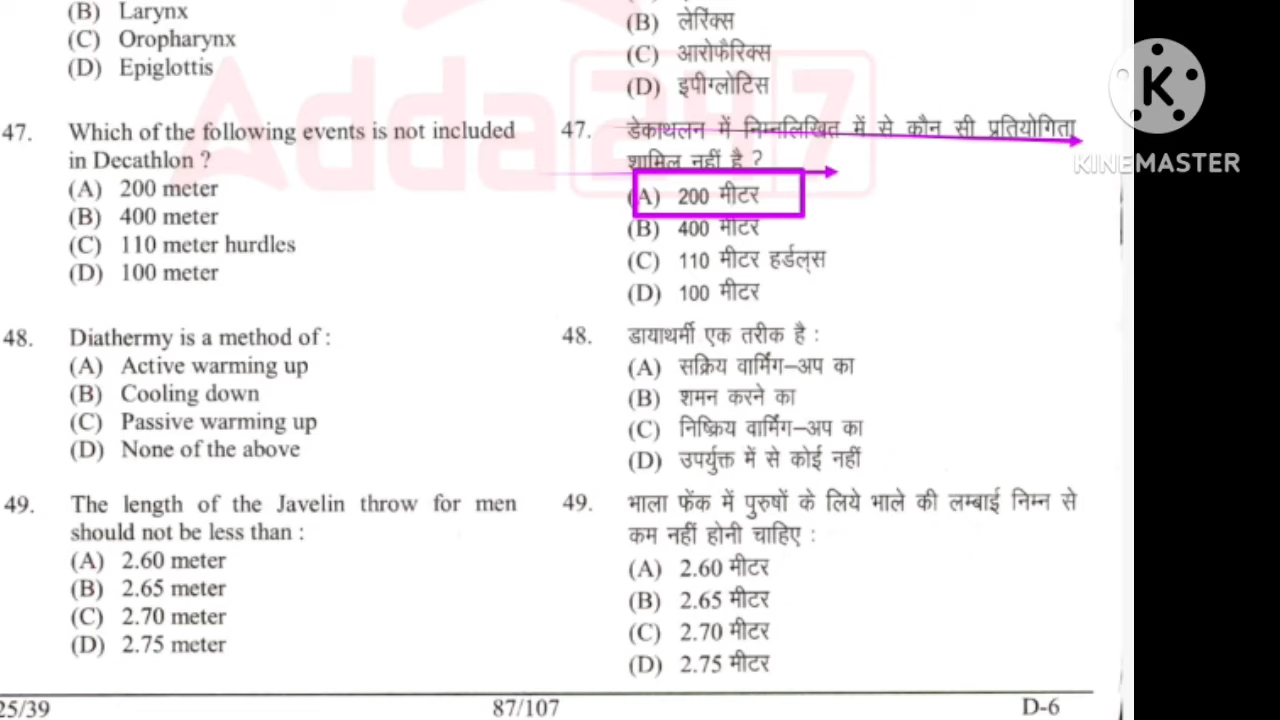 (B) Larynx
(C) Oropharynx
(D) Epiglottis
47. Which of the following events is not included
in Decathlon ?
(A) 200 meter
(B) 400 meter
(C) 110 meter hurdles
(D) 100 meter
48. Diathermy is a method of :
(A) Active warming up
(B) Cooling down
(C) Passive warming up
(D) None of the above
49. The length of the Javelin throw for men
should not be less than :
(A) 2.60 meter
(B) 2.65 meter
(C) 2.70 meter
(D) 2.75 meter
(B) लेरिंक्स
(C) आरोफैरिक्स
(D) इपीग्लोटिस
47. डेकाथलन में निम्नलिखित में से कौन सी प्रतियोगिता
शामिल नहीं है ?
(A) 200 मीटर
(B) 400 मीटर
(C) 110 मीटर हर्डल्स
(D) 100 मीटर
48. डायाथर्मी एक तरीक है :
(A) सक्रिय वार्मिंग–अप का
(B) शमन करने का
(C) निष्क्रिय वार्मिंग–अप का
(D) उपर्युक्त में से कोई नहीं
49. भाला फेंक में पुरुषों के लिये भाले की लम्बाई निम्न से
कम नहीं होनी चाहिए :
(A) 2.60 मीटर
(B) 2.65 मीटर
(C) 2.70 मीटर
(D) 2.75 मीटर
25/39
87/107
D-6
Adda247
K
KINEMASTER